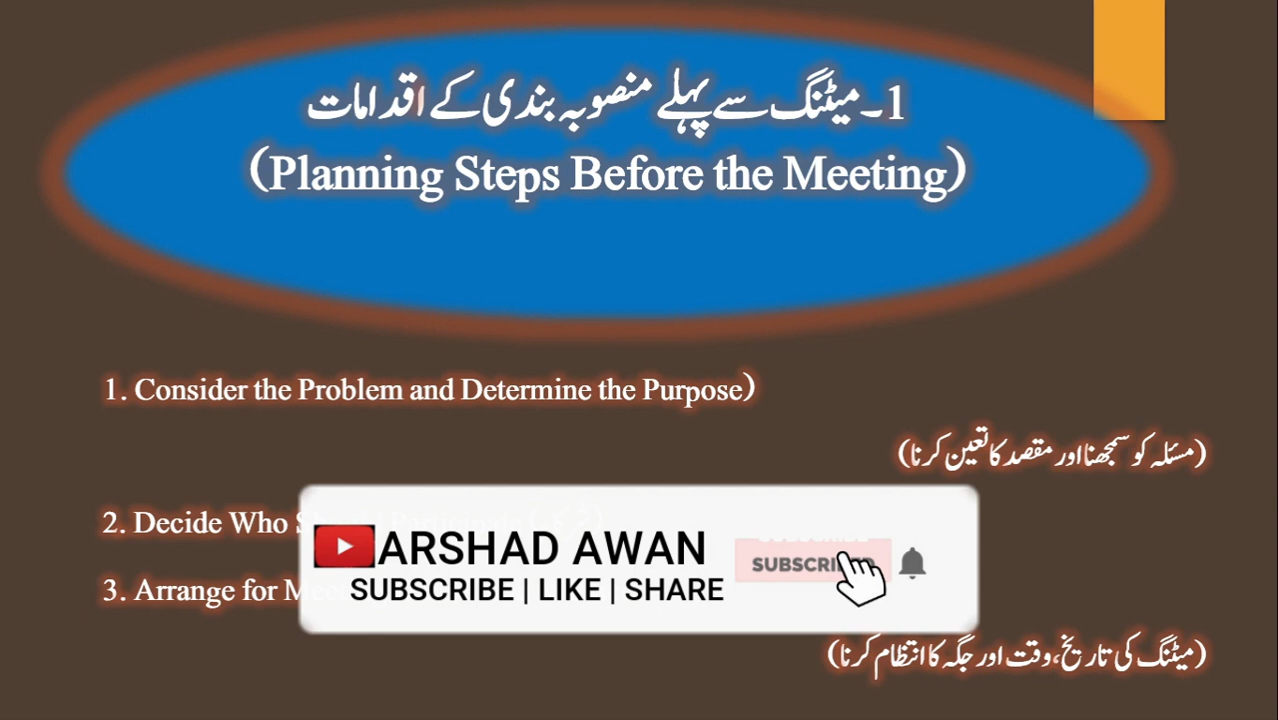 1۔میٹنگ سے پہلے منصوبہ بندی کے اقدامات
(Planning Steps Before the Meeting)
1. Consider the Problem and Determine the Purpose)
(مسئلہ کو سمجھنا اور مقصد کا تعین کرنا)
2. Decide Who
3. Arrange for
ARSHAD AWAN
SUBSCRIBE | LIKE | SHARE
(میٹنگ کی تاریخ، وقت اور جگہ کا انتظام کرنا)